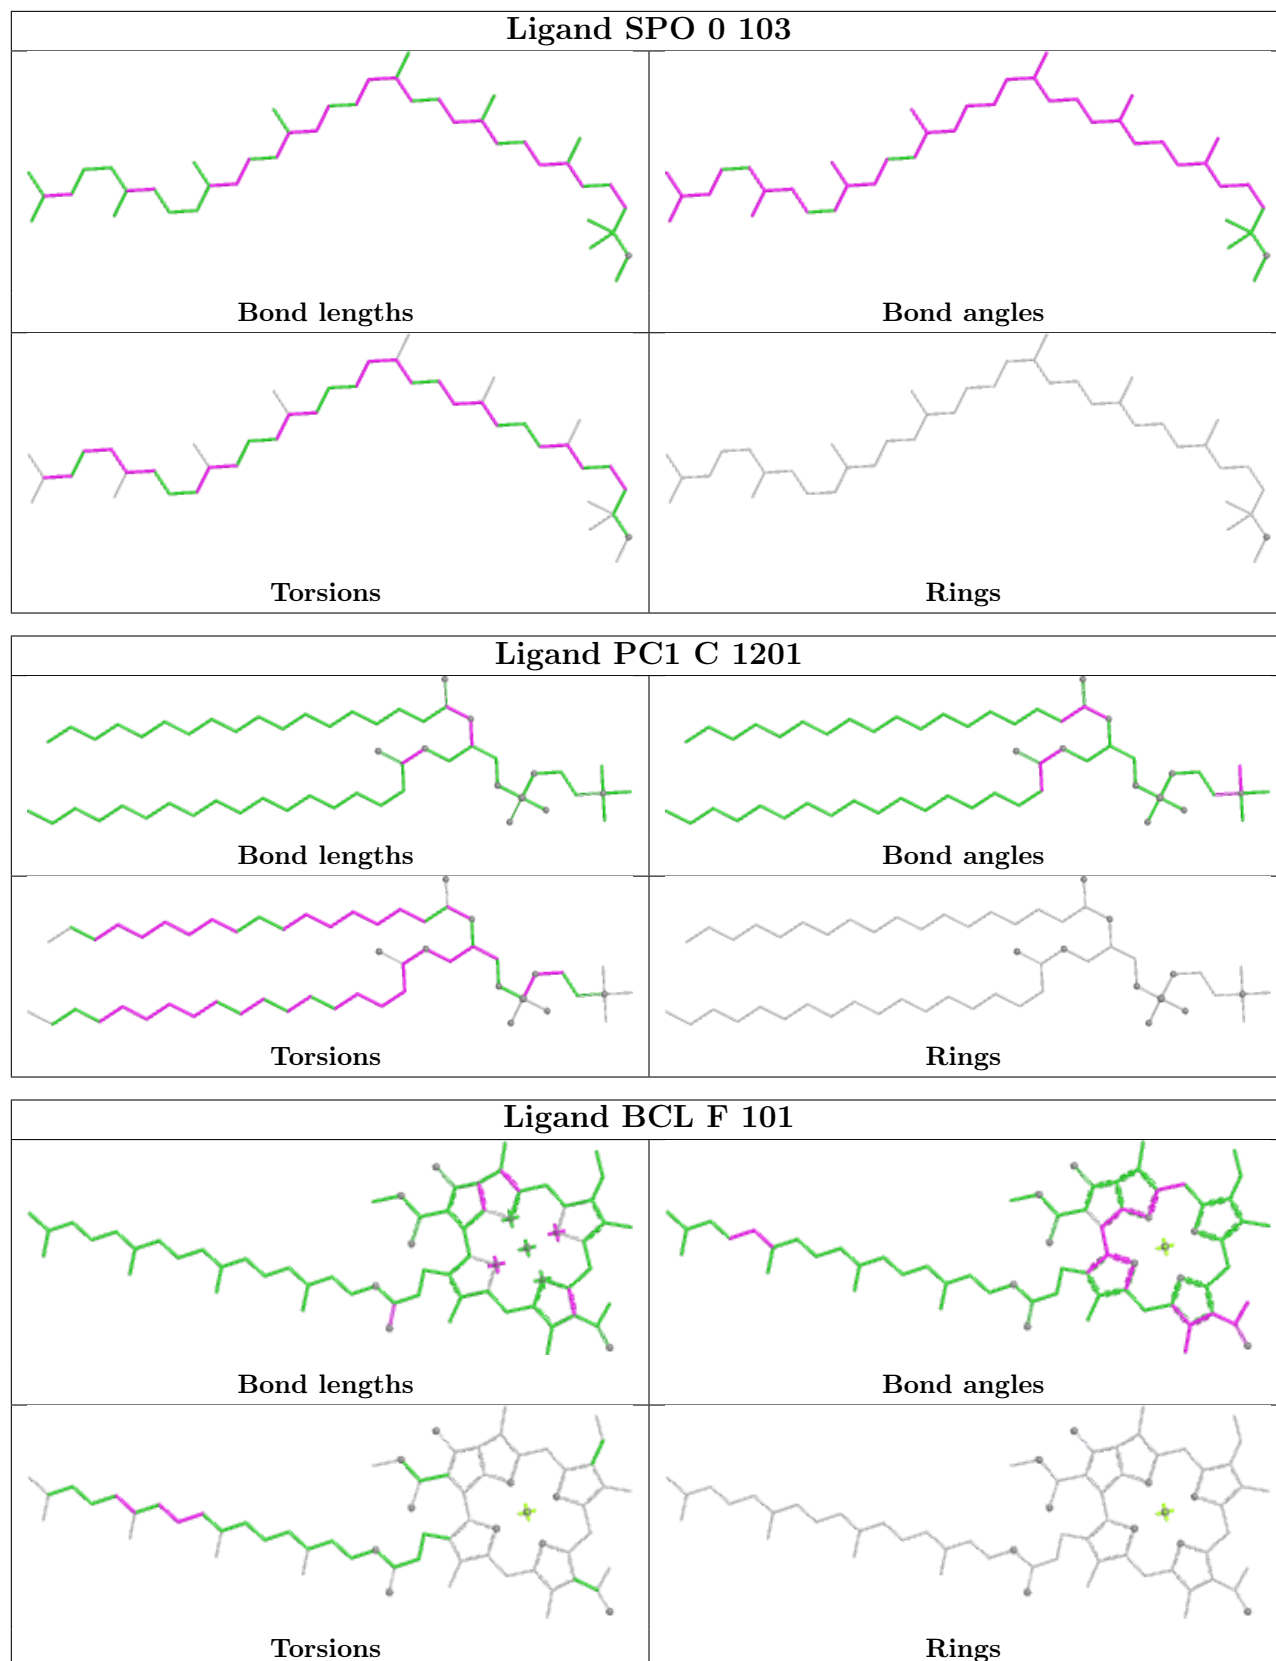 Ligand SPO 0 103
Bond lengths
Bond angles
Torsions
Rings
Ligand PC1 C 1201
Bond lengths
Bond angles
Torsions
Rings
Ligand BCL F 101
Bond lengths
Bond angles
Torsions
Rings